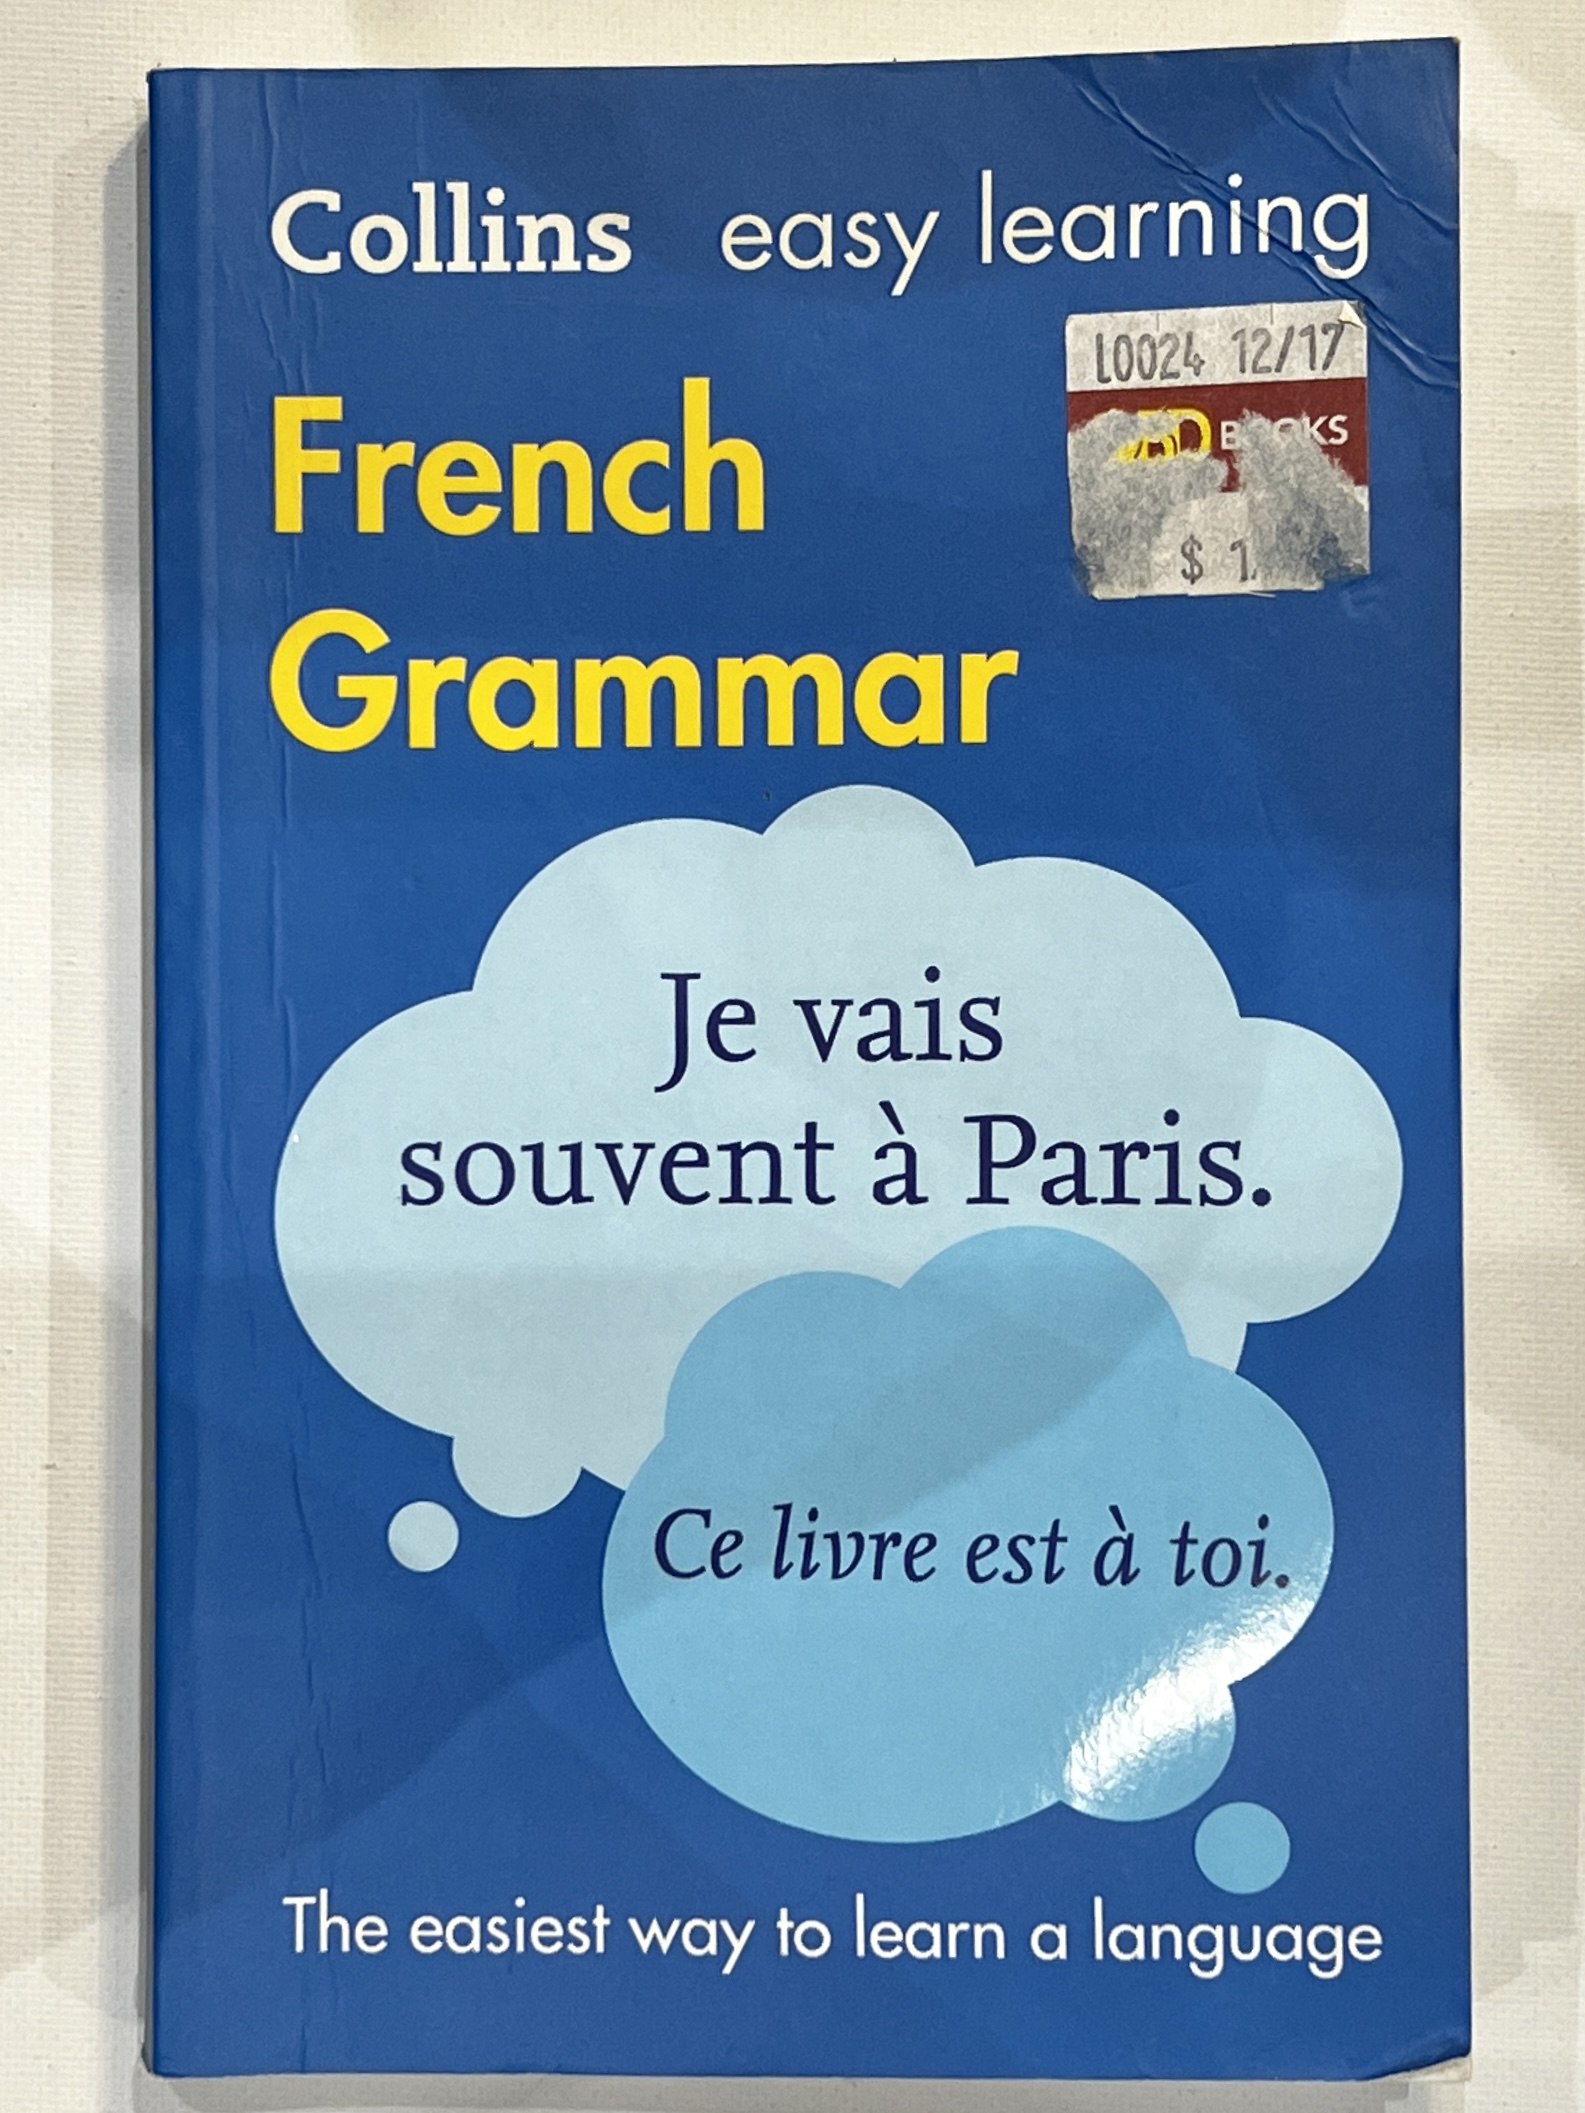 Collins easy learning
L0024 12/17
$ 1
French
Grammar
Je vais
souvent à Paris.
Ce livre est à toi.
The easiest way to learn a language